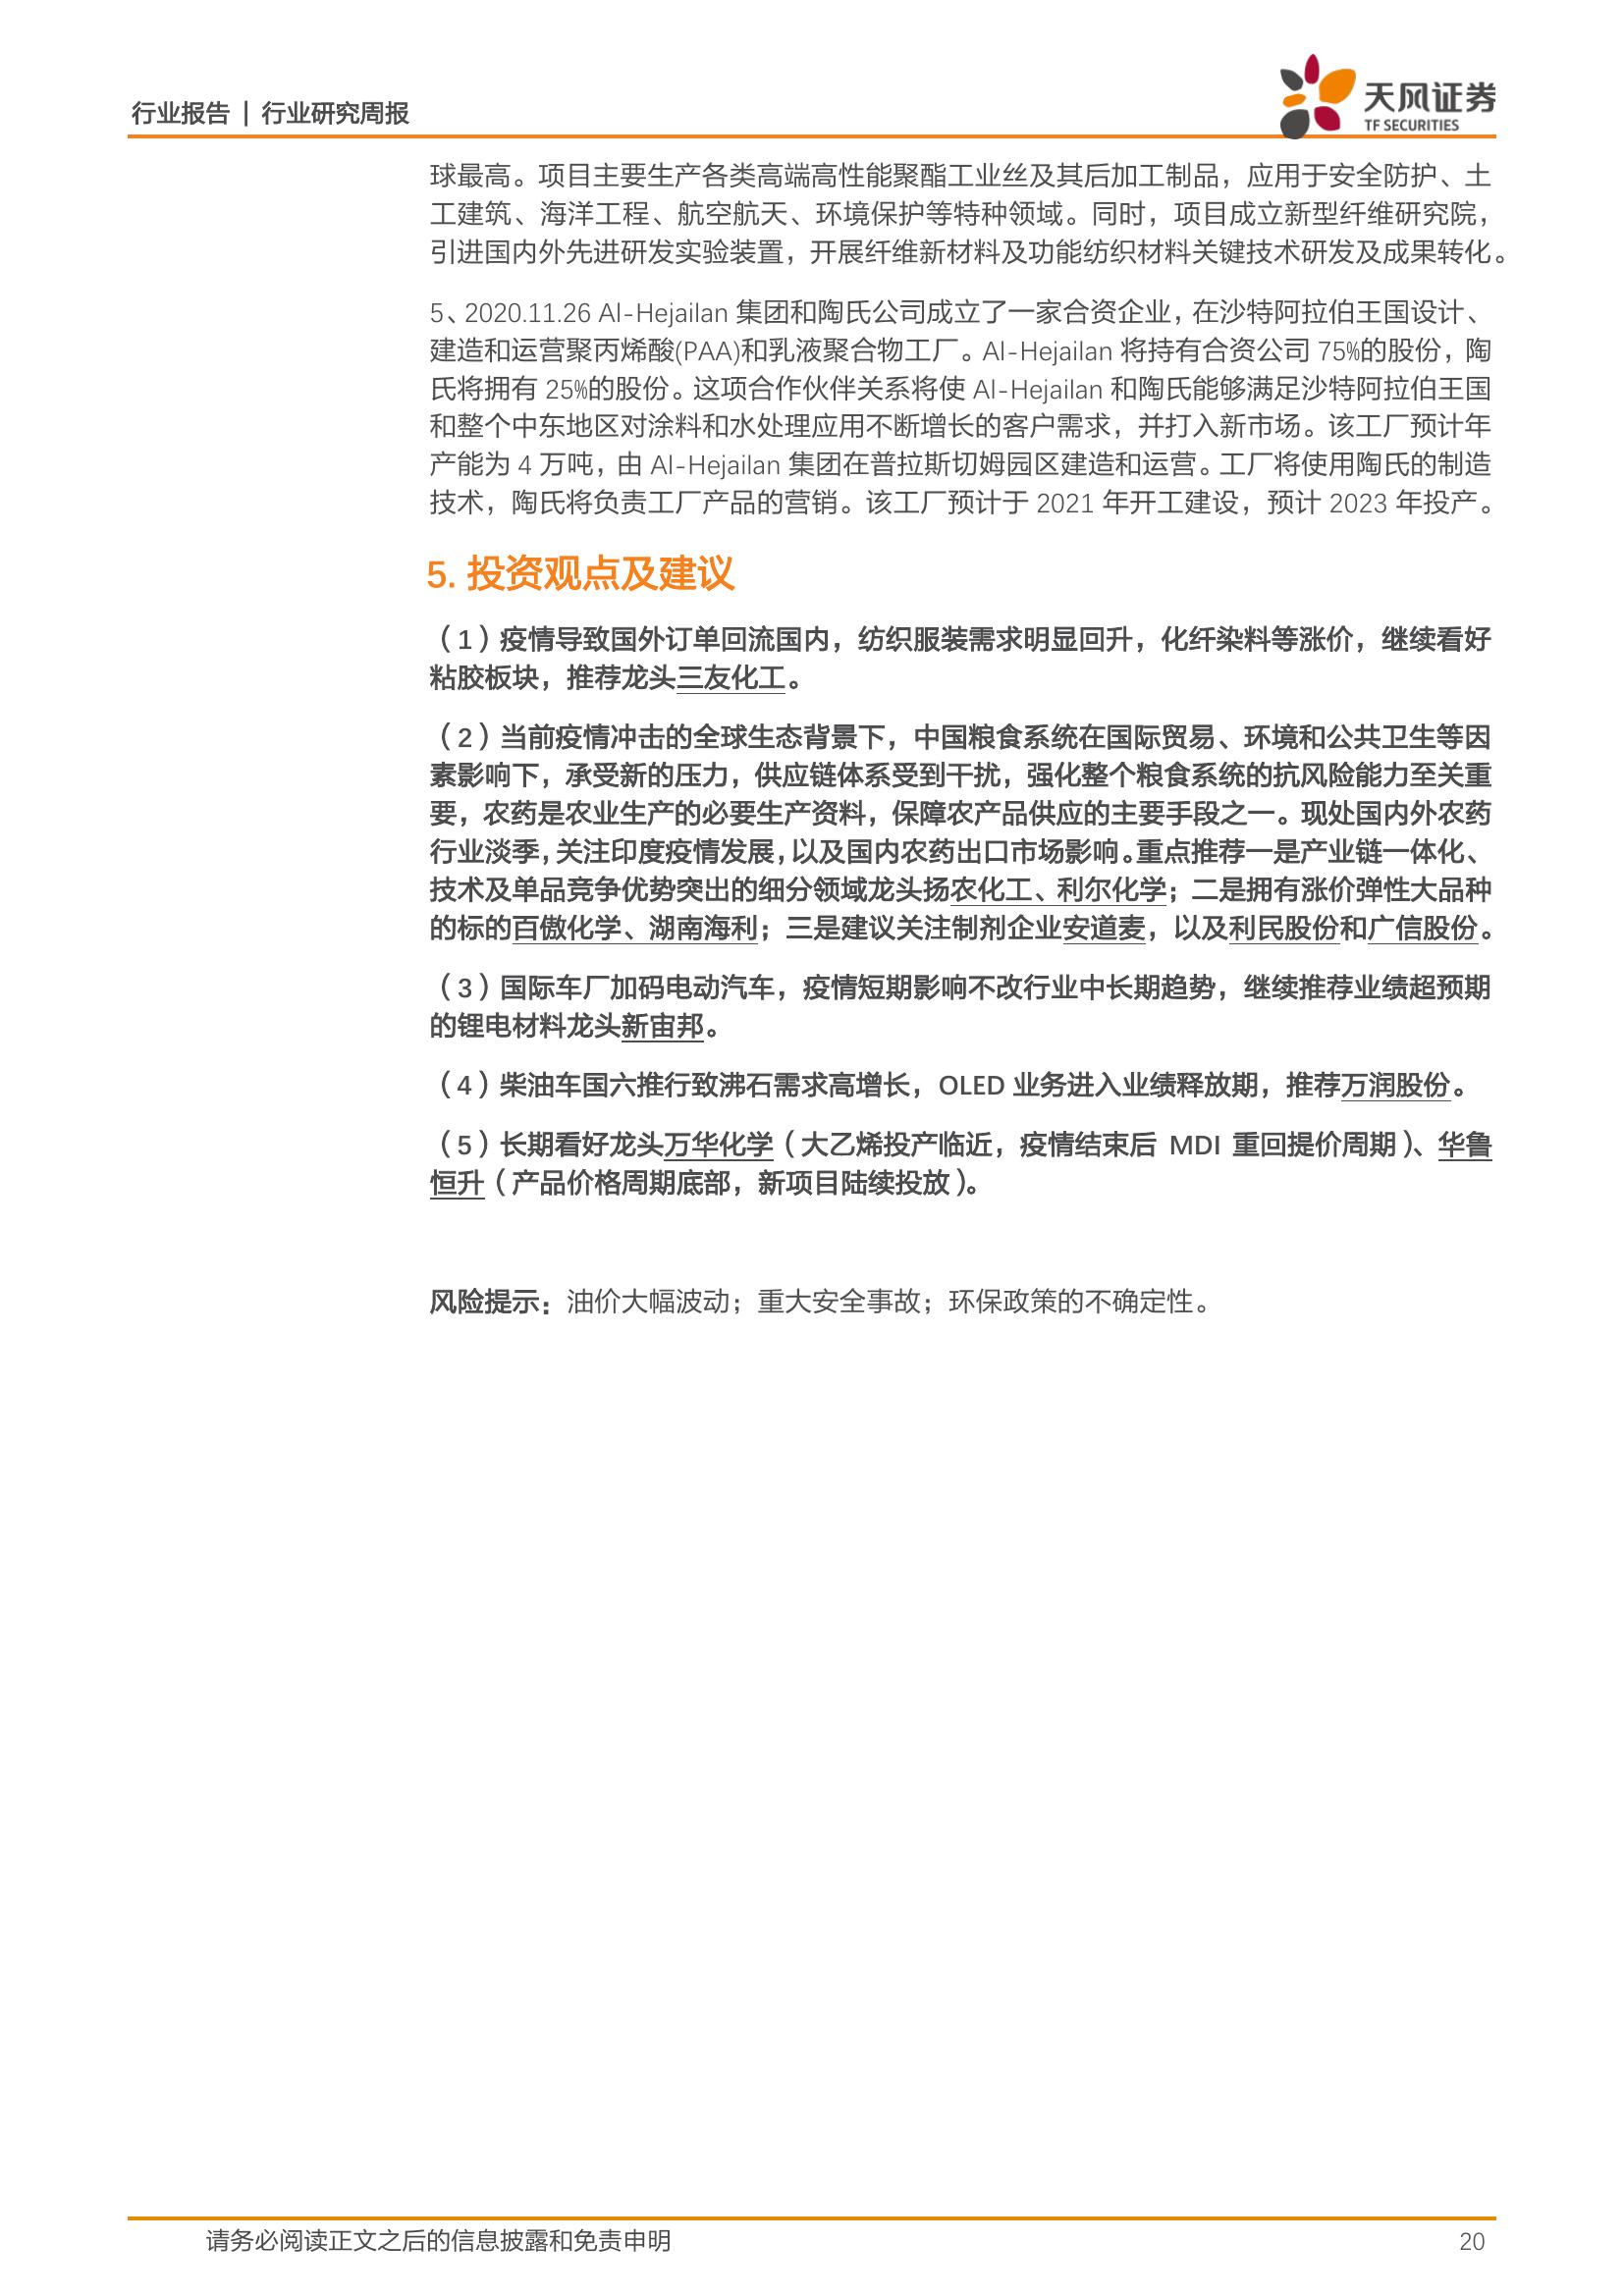 行业报告 | 行业研究周报
天风证券
TF SECURITIES
球最高。项目主要生产各类高端高性能聚酯工业丝及其后加工制品，应用于安全防护、土
工建筑、海洋工程、航空航天、环境保护等特种领域。同时，项目成立新型纤维研究院，
引进国内外先进研发实验装置，开展纤维新材料及功能纺织材料关键技术研发及成果转化。
5、2020.11.26 Al-Hejailan 集团和陶氏公司成立了一家合资企业，在沙特阿拉伯王国设计、
建造和运营聚丙烯酸(PAA)和乳液聚合物工厂。Al-Hejailan 将持有合资公司 75%的股份，陶
氏将拥有 25%的股份。这项合作伙伴关系将使 Al-Hejailan 和陶氏能够满足沙特阿拉伯王国
和整个中东地区对涂料和水处理应用不断增长的客户需求，并打入新市场。该工厂预计年
产能为 4 万吨，由 Al-Hejailan 集团在普拉斯切姆园区建造和运营。工厂将使用陶氏的制造
技术，陶氏将负责工厂产品的营销。该工厂预计于 2021 年开工建设，预计 2023 年投产。
5. 投资观点及建议
（1）疫情导致国外订单回流国内，纺织服装需求明显回升，化纤染料等涨价，继续看好
粘胶板块，推荐龙头三友化工。
（2）当前疫情冲击的全球生态背景下，中国粮食系统在国际贸易、环境和公共卫生等因
素影响下，承受新的压力，供应链体系受到干扰，强化整个粮食系统的抗风险能力至关重
要，农药是农业生产的必要生产资料，保障农产品供应的主要手段之一。现处国内外农药
行业淡季，关注印度疫情发展，以及国内农药出口市场影响。重点推荐一是产业链一体化、
技术及单品竞争优势突出的细分领域龙头扬农化工、利尔化学；二是拥有涨价弹性大品种
的标的百傲化学、湖南海利；三是建议关注制剂企业安道麦，以及利民股份和广信股份。
（3）国际车厂加码电动汽车，疫情短期影响不改行业中长期趋势，继续推荐业绩超预期
的锂电材料龙头新宙邦。
（4）柴油车国六推行致沸石需求高增长，OLED 业务进入业绩释放期，推荐万润股份。
（5）长期看好龙头万华化学（大乙烯投产临近，疫情结束后 MDI 重回提价周期）、华鲁
恒升（产品价格周期底部，新项目陆续投放）。
风险提示：油价大幅波动；重大安全事故；环保政策的不确定性。
请务必阅读正文之后的信息披露和免责申明
20